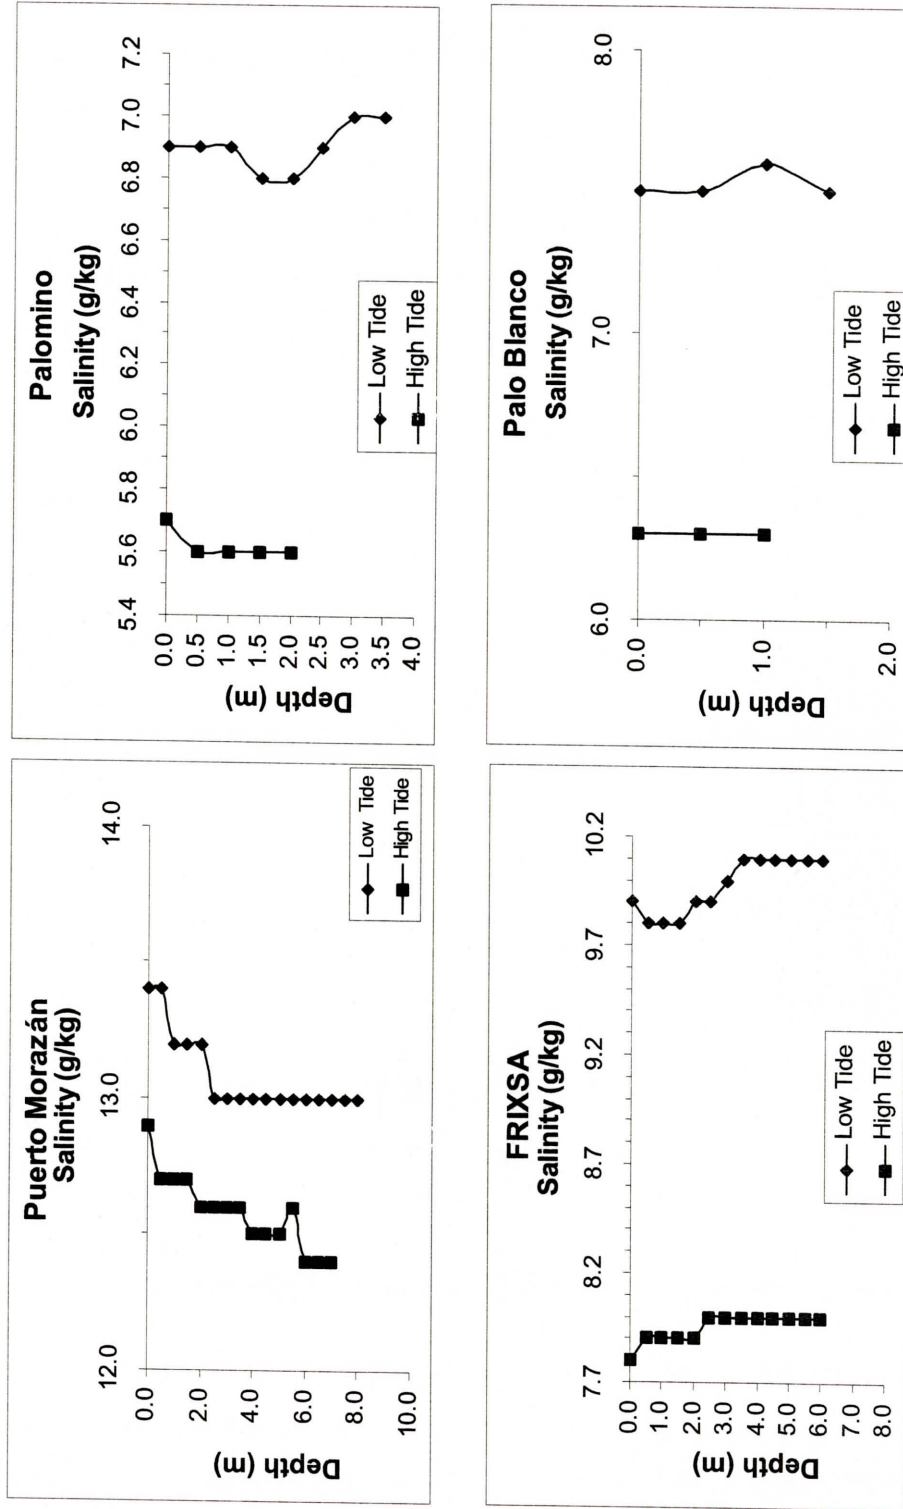 Puerto Morazán
Salinity (g/kg)
12.0 13.0 14.0
0.0
2.0
4.0
6.0
8.0
10.0
Depth (m)
Low Tide
High Tide
Palomino
Salinity (g/kg)
5.4 5.6 5.8 6.0 6.2 6.4 6.6 6.8 7.0 7.2
0.0
0.5
1.0
1.5
2.0
2.5
3.0
3.5
4.0
Depth (m)
Low Tide
High Tide
FRIXSA
Salinity (g/kg)
7.7 8.2 8.7 9.2 9.7 10.2
0.0
1.0
2.0
3.0
4.0
5.0
6.0
7.0
8.0
Depth (m)
Low Tide
High Tide
Palo Blanco
Salinity (g/kg)
6.0 7.0 8.0
0.0
1.0
2.0
Depth (m)
Low Tide
High Tide